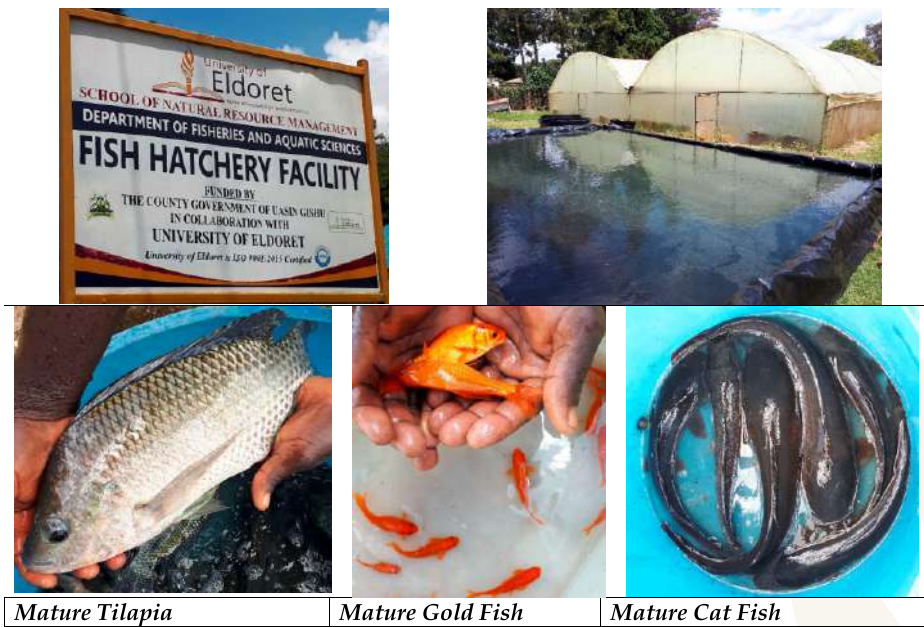 University of
Eldoret
SCHOOL OF NATURAL RESOURCE MANAGEMENT
DEPARTMENT OF FISHERIES AND AQUATIC SCIENCES
FISH HATCHERY FACILITY
FUNDED BY
THE COUNTY GOVERNMENT OF UASIN GISHU
IN COLLABORATION WITH
UNIVERSITY OF ELDORET
University of Eldoret is ISO 9001:2015 Certified
Mature Tilapia
Mature Gold Fish
Mature Cat Fish